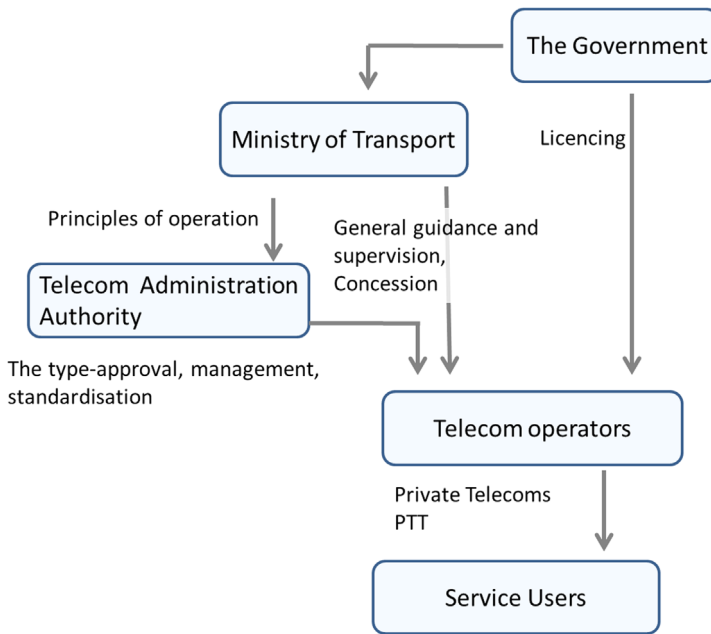 The Government
Ministry of Transport
Licencing
Principles of operation
General guidance and
supervision,
Concession
Telecom Administration
Authority
The type-approval, management,
standardisation
Telecom operators
Private Telecoms
PTT
Service Users